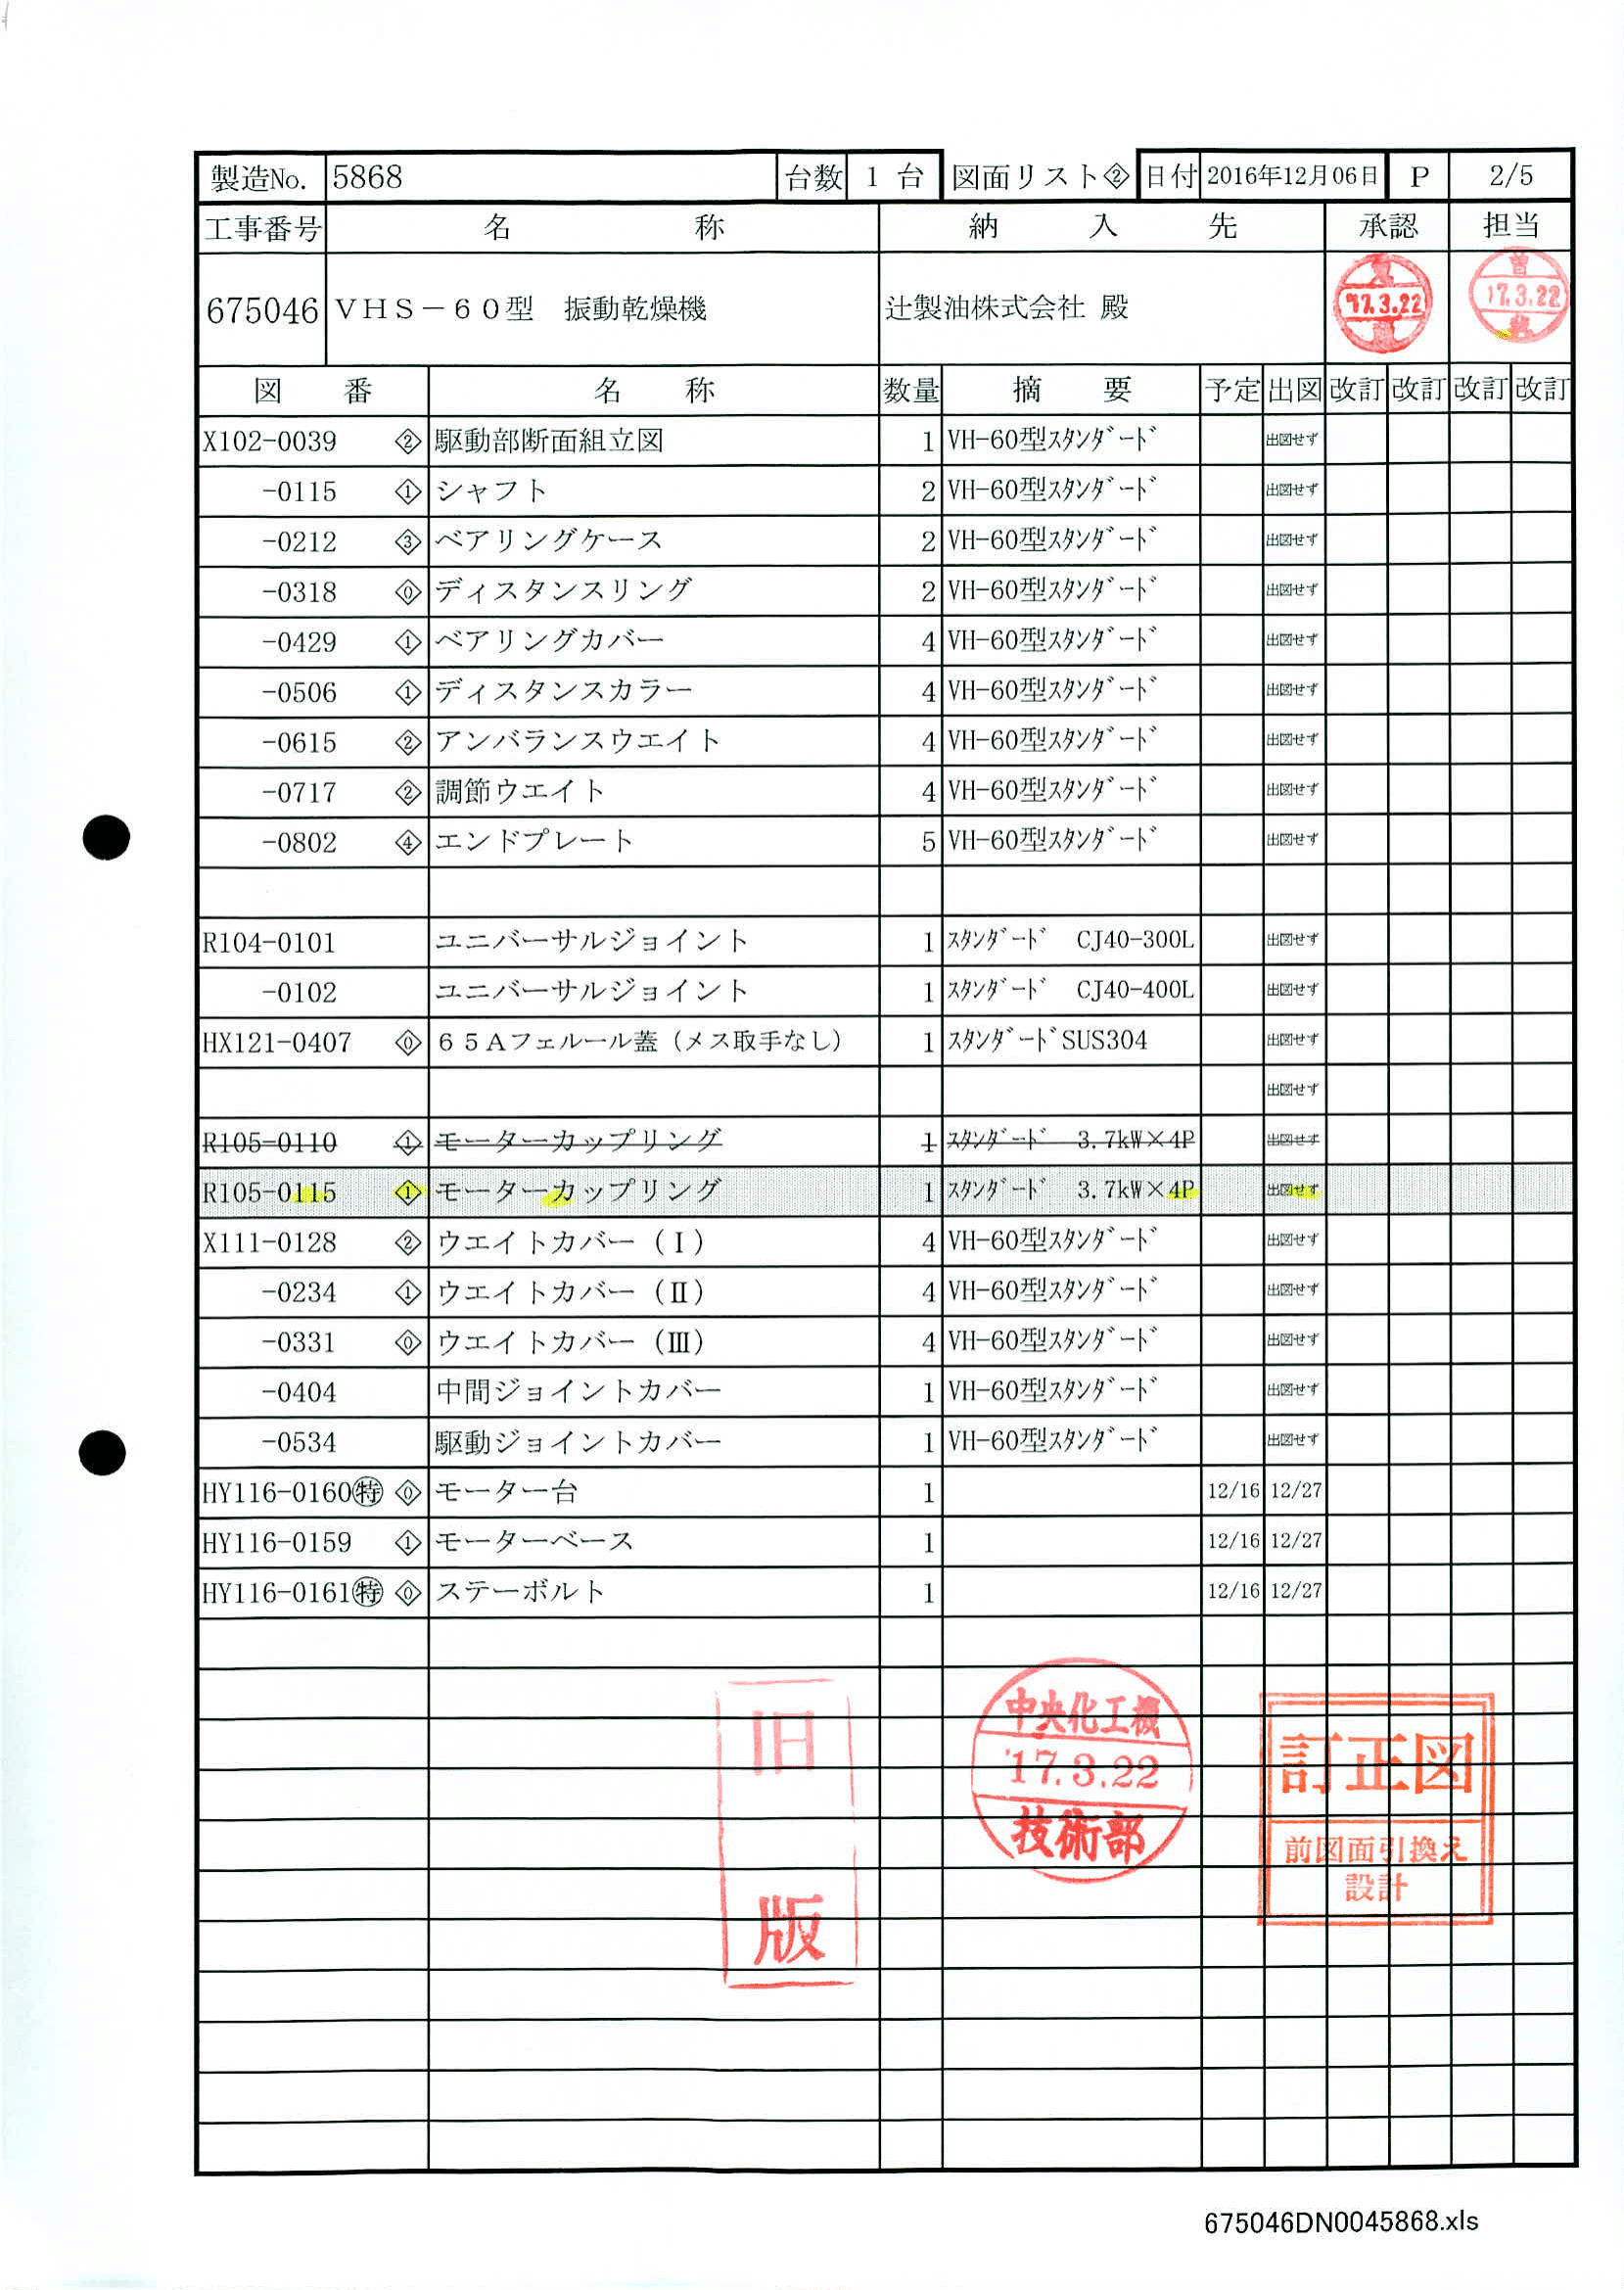 製造No. 5868 台数 1 台 図面リスト② 日付 2016年12月06日 P 2/5
工事番号 名 称 納 入 先 承認 担当
675046 VHS-60型 振動乾燥機 辻製油株式会社 殿 '17.3.22 17.3.22
図 番 名 称 数量 摘 要 予定 出図 改訂 改訂 改訂 改訂
X102-0039 ② 駆動部断面組立図 1 VH-60型スタンダード 出図せず
-0115 ① シャフト 2 VH-60型スタンダード 出図せず
-0212 ③ ベアリングケース 2 VH-60型スタンダード 出図せず
-0318 ⓪ ディスタンスリング 2 VH-60型スタンダード 出図せず
-0429 ① ベアリングカバー 4 VH-60型スタンダード 出図せず
-0506 ① ディスタンスカラー 4 VH-60型スタンダード 出図せず
-0615 ② アンバランスウエイト 4 VH-60型スタンダード 出図せず
-0717 ② 調節ウエイト 4 VH-60型スタンダード 出図せず
-0802 ④ エンドプレート 5 VH-60型スタンダード 出図せず
R104-0101 ユニバーサルジョイント 1 スタンダード CJ40-300L 出図せず
-0102 ユニバーサルジョイント 1 スタンダード CJ40-400L 出図せず
HX121-0407 ⓪ 65Aフェルール蓋（メス取手なし） 1 スタンダードSUS304 出図せず
出図せず
R105-0110 ① モーターカップリング 1 スタンダード 3.7kW×4P 出図せず
R105-0115 ① モーターカップリング 1 スタンダード 3.7kW×4P 出図せず
X111-0128 ② ウエイトカバー（Ⅰ） 4 VH-60型スタンダード 出図せず
-0234 ① ウエイトカバー（Ⅱ） 4 VH-60型スタンダード 出図せず
-0331 ⓪ ウエイトカバー（Ⅲ） 4 VH-60型スタンダード 出図せず
-0404 中間ジョイントカバー 1 VH-60型スタンダード 出図せず
-0534 駆動ジョイントカバー 1 VH-60型スタンダード 出図せず
HY116-0160㊕ ⓪ モーター台 1 12/16 12/27
HY116-0159 ① モーターベース 1 12/16 12/27
HY116-0161㊕ ⓪ ステーボルト 1 12/16 12/27
旧版
中央化工機
'17.3.22
技術部
訂正図
前図面引換え
設計
675046DN0045868.xls